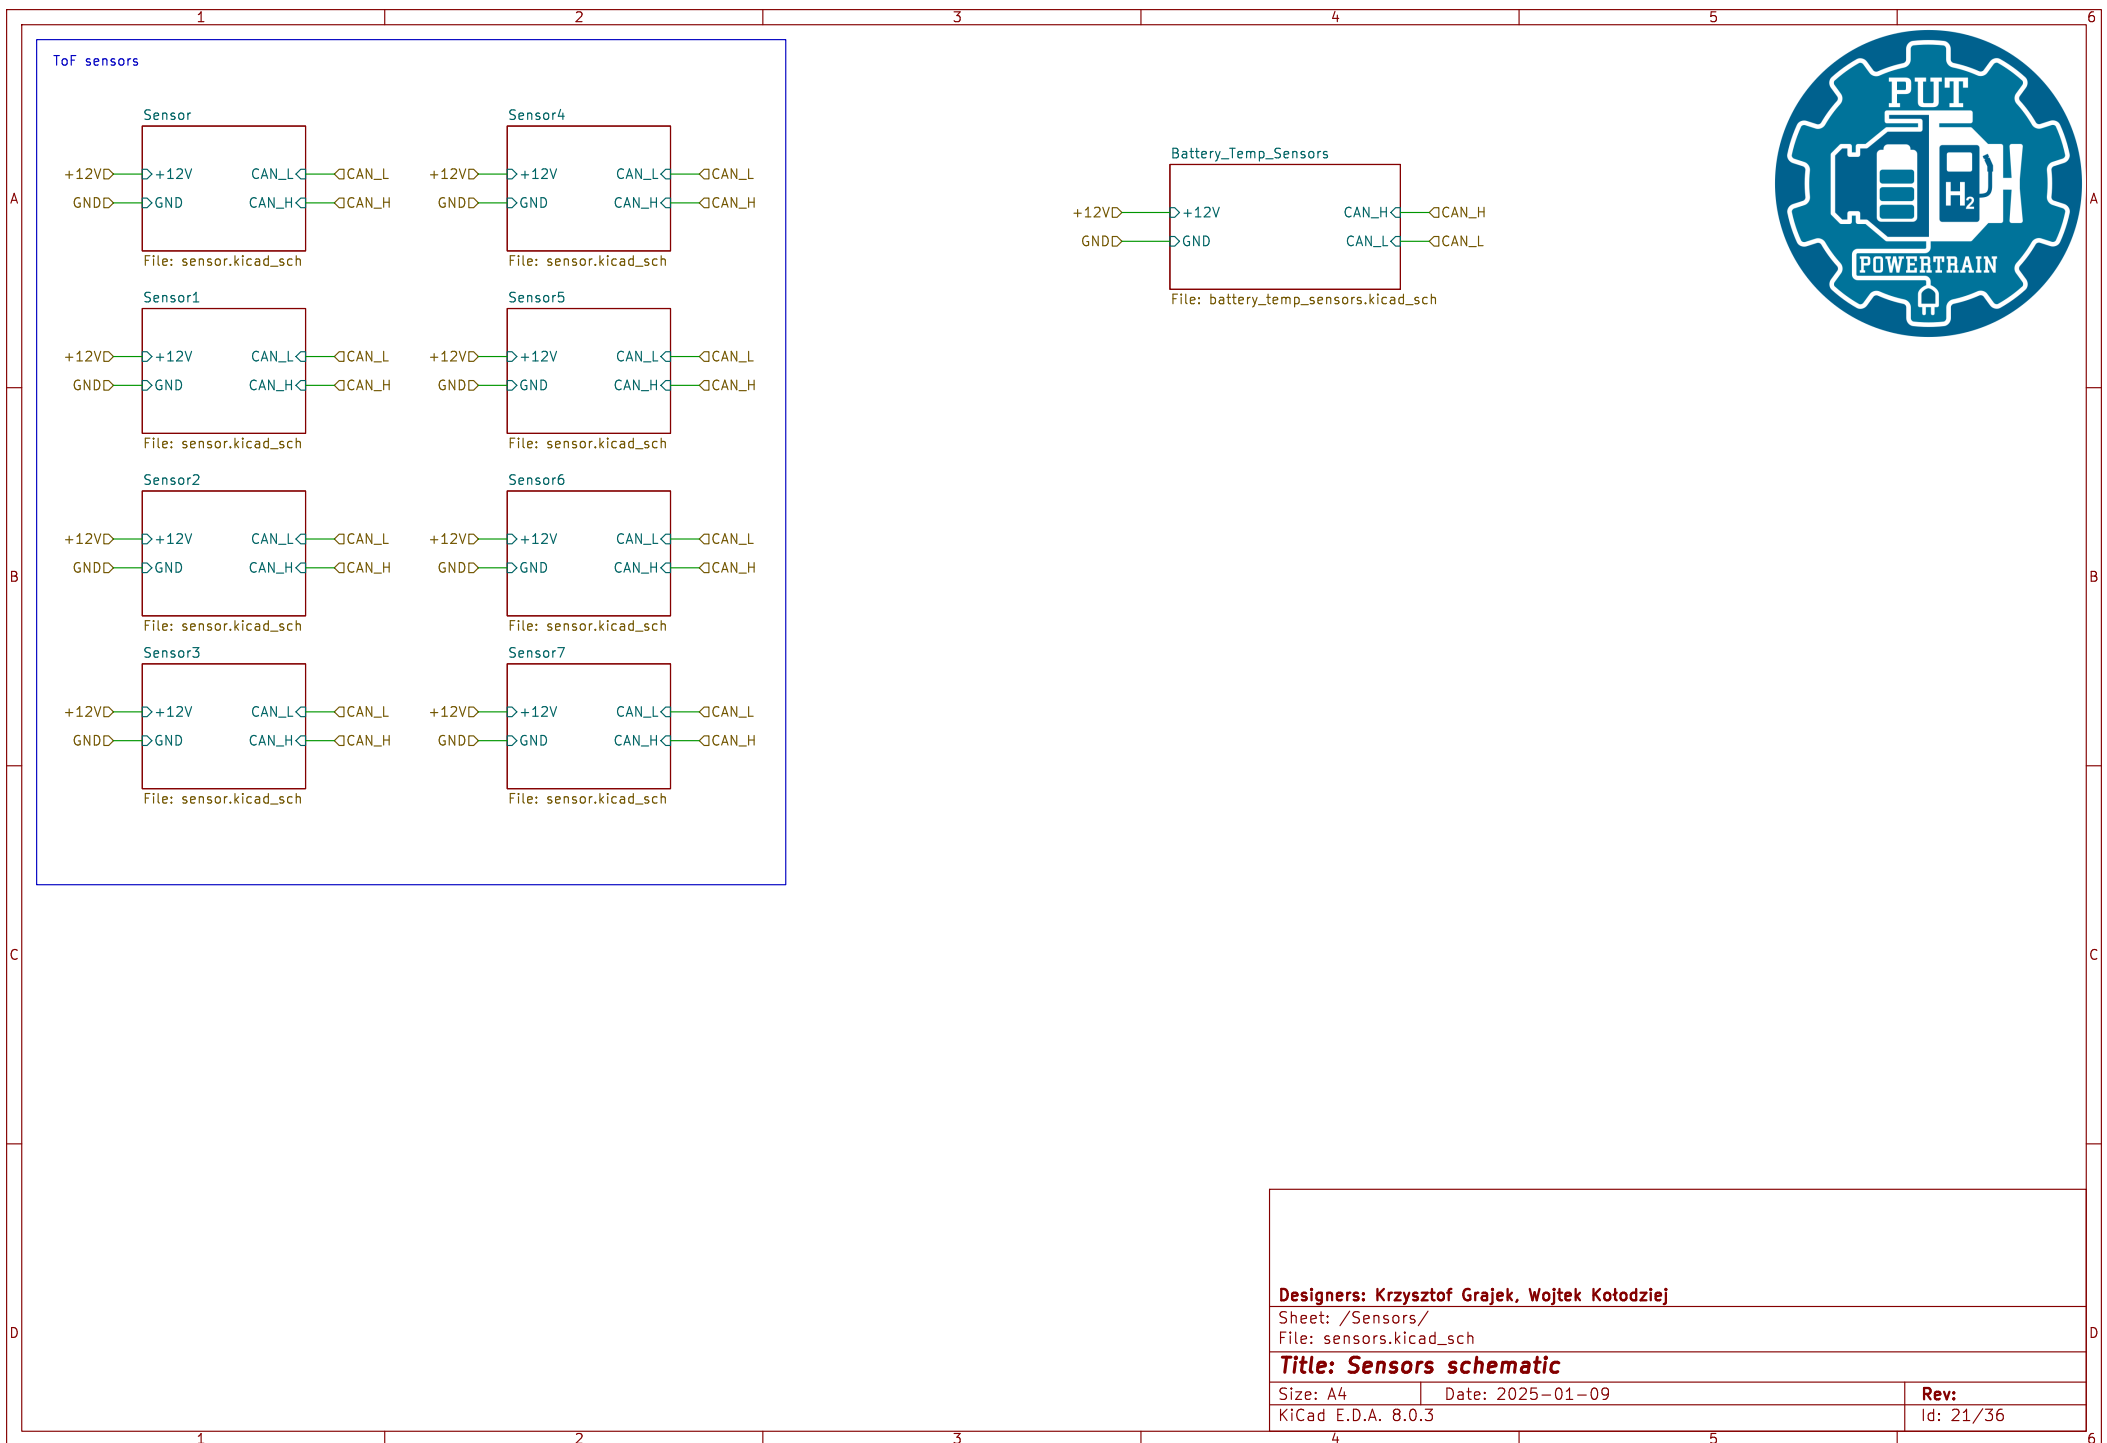 1 2 3 4 5 6
ToF sensors
Sensor
+12V +12V CAN_L CAN_L
GND GND CAN_H CAN_H
File: sensor.kicad_sch
Sensor4
+12V +12V CAN_L CAN_L
GND GND CAN_H CAN_H
File: sensor.kicad_sch
Battery_Temp_Sensors
+12V +12V CAN_H CAN_H
GND GND CAN_L CAN_L
File: battery_temp_sensors.kicad_sch
PUT
H2
POWERTRAIN
A A
Sensor1
+12V +12V CAN_L CAN_L
GND GND CAN_H CAN_H
File: sensor.kicad_sch
Sensor5
+12V +12V CAN_L CAN_L
GND GND CAN_H CAN_H
File: sensor.kicad_sch
Sensor2
+12V +12V CAN_L CAN_L
GND GND CAN_H CAN_H
File: sensor.kicad_sch
Sensor6
+12V +12V CAN_L CAN_L
GND GND CAN_H CAN_H
File: sensor.kicad_sch
B B
Sensor3
+12V +12V CAN_L CAN_L
GND GND CAN_H CAN_H
File: sensor.kicad_sch
Sensor7
+12V +12V CAN_L CAN_L
GND GND CAN_H CAN_H
File: sensor.kicad_sch
C C
D D
Designers: Krzysztof Grajek, Wojtek Kołodziej
Sheet: /Sensors/
File: sensors.kicad_sch
Title: Sensors schematic
Size: A4 Date: 2025-01-09 Rev:
KiCad E.D.A. 8.0.3 Id: 21/36
1 2 3 4 5 6